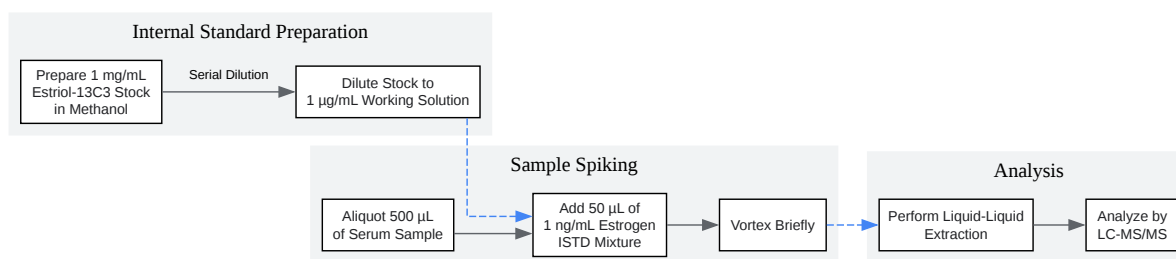 Internal Standard Preparation
Prepare 1 mg/mL
Estriol-13C3 Stock
in Methanol
Serial Dilution
Dilute Stock to
1 µg/mL Working Solution
Sample Spiking
Aliquot 500 µL
of Serum Sample
Add 50 µL of
1 ng/mL Estrogen
ISTD Mixture
Vortex Briefly
Analysis
Perform Liquid-Liquid
Extraction
Analyze by
LC-MS/MS